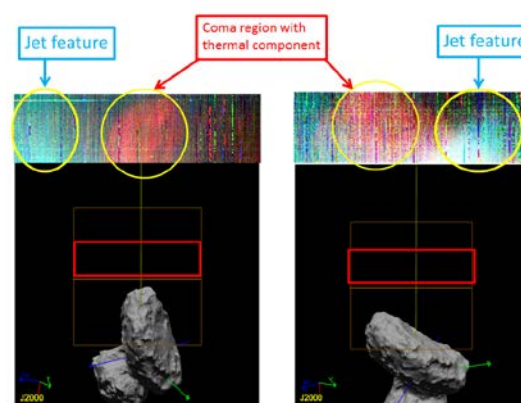 Jet feature
Coma region with
thermal component
Jet feature
J2000
J2000